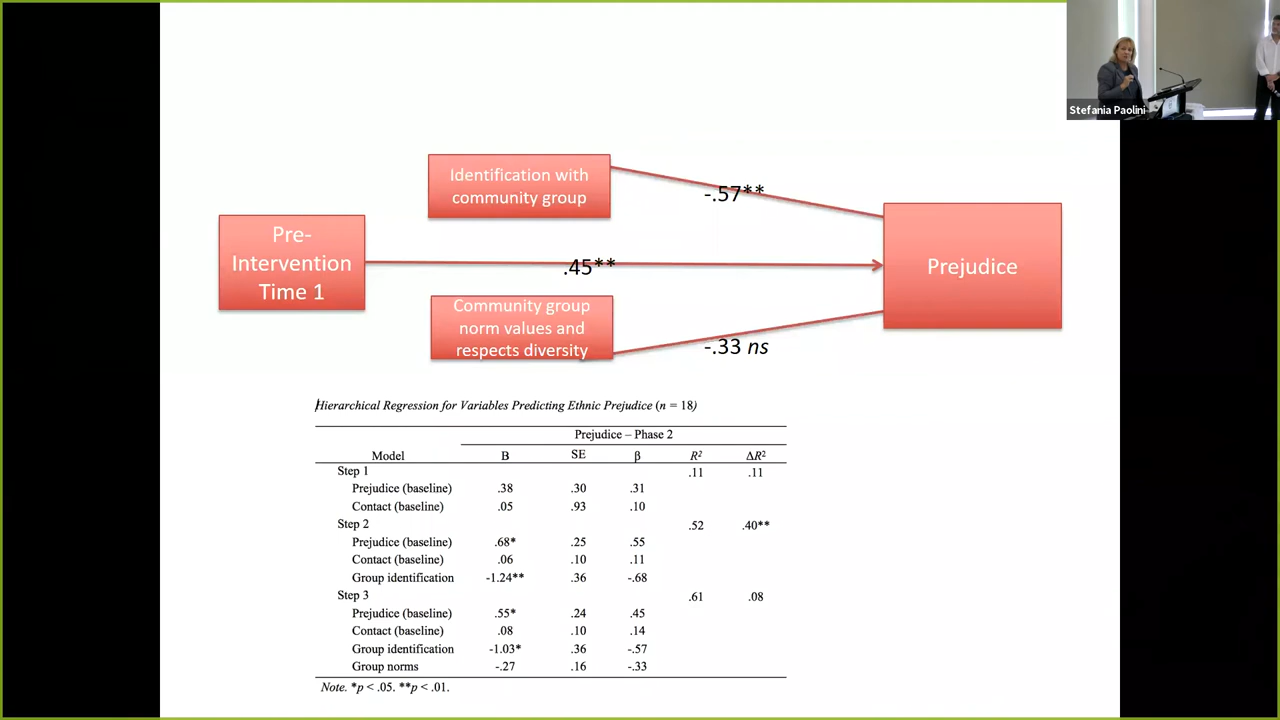 Stefania Paolini
Identification with
community group
-.57**
Pre-
Intervention
Time 1
.45**
Prejudice
Community group
norm values and
respects diversity
-.33 ns
Hierarchical Regression for Variables Predicting Ethnic Prejudice (n = 18)
Prejudice – Phase 2
Model B SE β R² ΔR²
Step 1 .11 .11
Prejudice (baseline) .38 .30 .31
Contact (baseline) .05 .93 .10
Step 2 .52 .40**
Prejudice (baseline) .68* .25 .55
Contact (baseline) .06 .10 .11
Group identification -1.24** .36 -.68
Step 3 .61 .08
Prejudice (baseline) .55* .24 .45
Contact (baseline) .08 .10 .14
Group identification -1.03* .36 -.57
Group norms -.27 .16 -.33
Note. *p < .05. **p < .01.